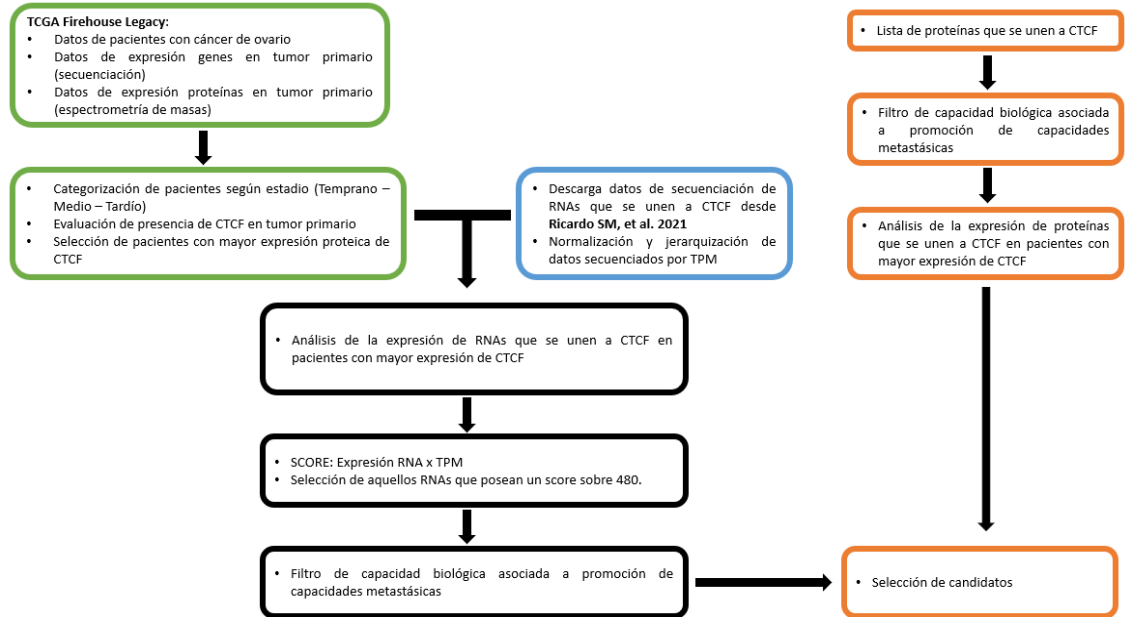 TCGA Firehouse Legacy:
• Datos de pacientes con cáncer de ovario
• Datos de expresión genes en tumor primario
(secuenciación)
• Datos de expresión proteínas en tumor primario
(espectrometría de masas)
• Categorización de pacientes según estadio (Temprano –
Medio – Tardío)
• Evaluación de presencia de CTCF en tumor primario
• Selección de pacientes con mayor expresión proteica de
CTCF
• Descarga datos de secuenciación de
RNAs que se unen a CTCF desde
Ricardo SM, et al. 2021
• Normalización y jerarquización de
datos secuenciados por TPM
• Análisis de la expresión de RNAs que se unen a CTCF en
pacientes con mayor expresión de CTCF
• SCORE: Expresión RNA x TPM
• Selección de aquellos RNAs que posean un score sobre 480.
• Filtro de capacidad biológica asociada a promoción de
capacidades metastásicas
• Lista de proteínas que se unen a CTCF
• Filtro de capacidad biológica asociada
a promoción de capacidades
metastásicas
• Análisis de la expresión de proteínas
que se unen a CTCF en pacientes con
mayor expresión de CTCF
• Selección de candidatos